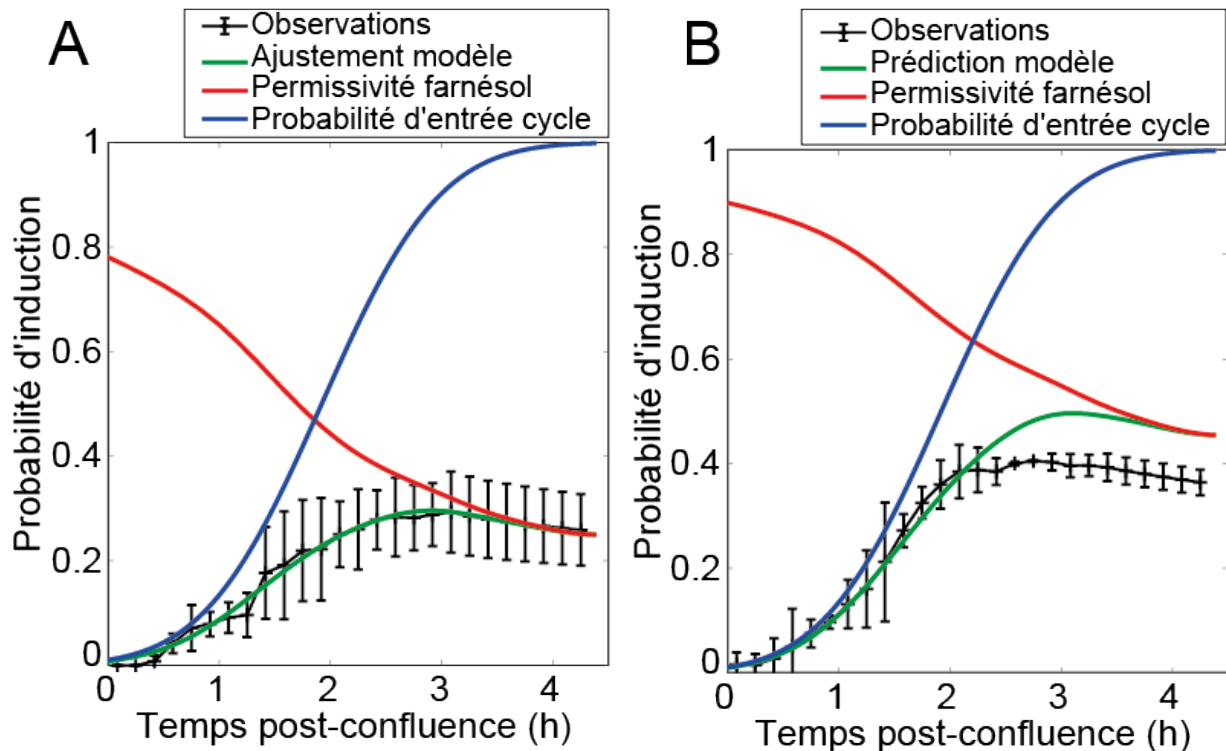 A
Observations
Ajustement modèle
Permissivité farnésol
Probabilité d'entrée cycle
Probabilité d'induction
1
0.8
0.6
0.4
0.2
0
0 1 2 3 4
Temps post-confluence (h)
B
Observations
Prédiction modèle
Permissivité farnésol
Probabilité d'entrée cycle
Probabilité d'induction
1
0.8
0.6
0.4
0.2
0
0 1 2 3 4
Temps post-confluence (h)